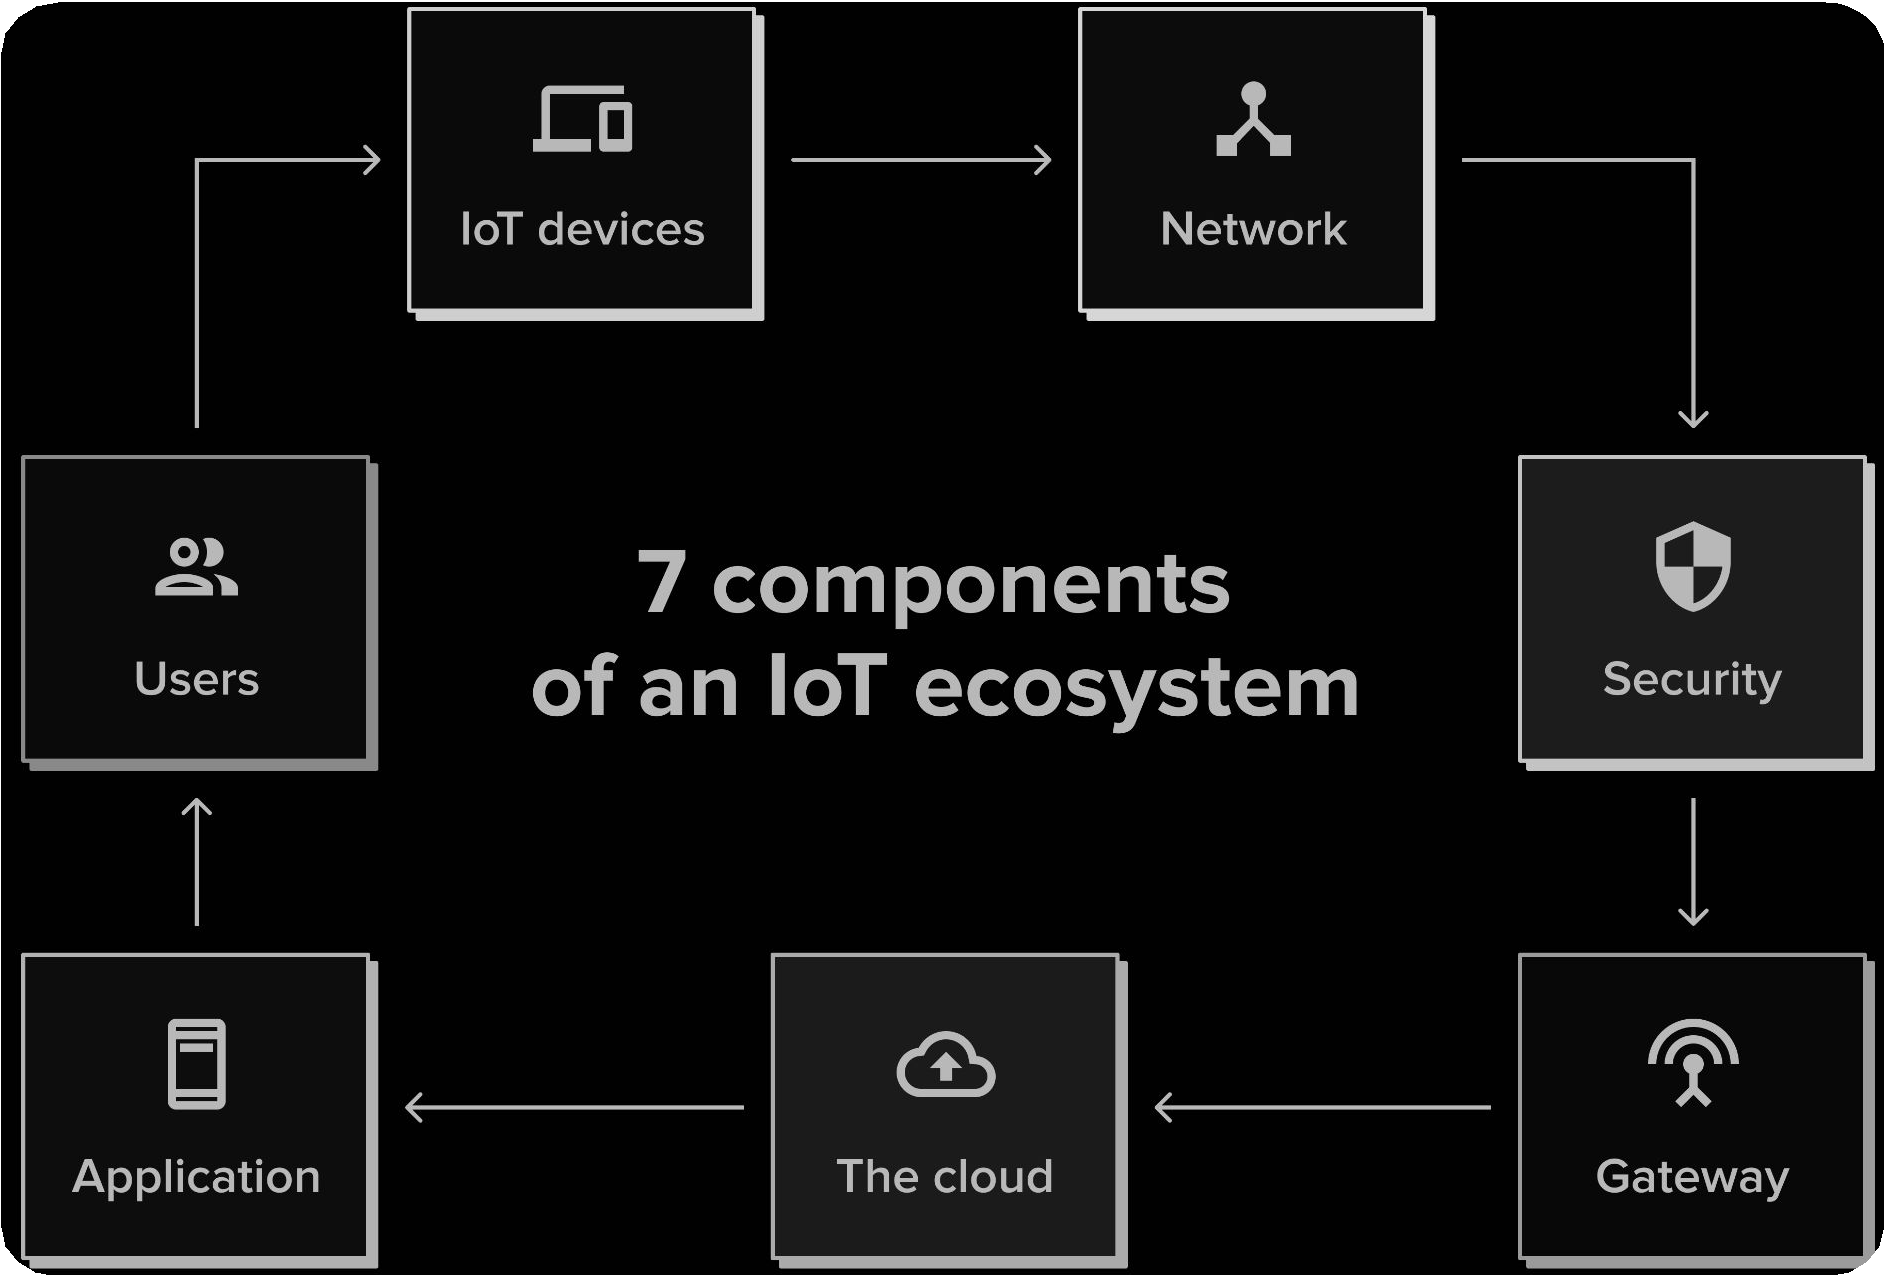 IoT devices
Network
Users
7 components
of an IoT ecosystem
Security
Application
The cloud
Gateway